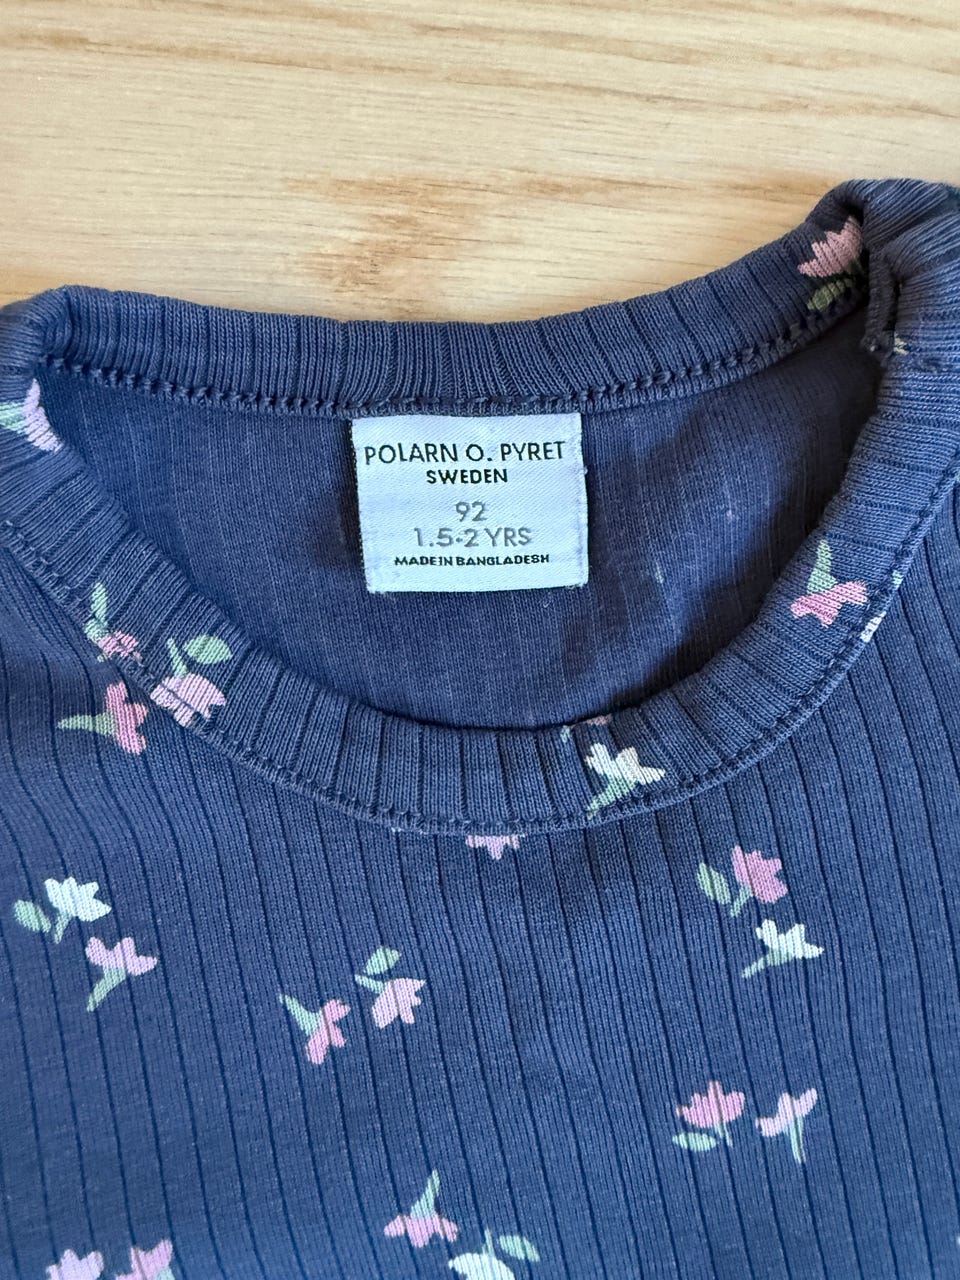 POLARN O. PYRET
SWEDEN
92
1.5-2 YRS
MADE IN BANGLADESH